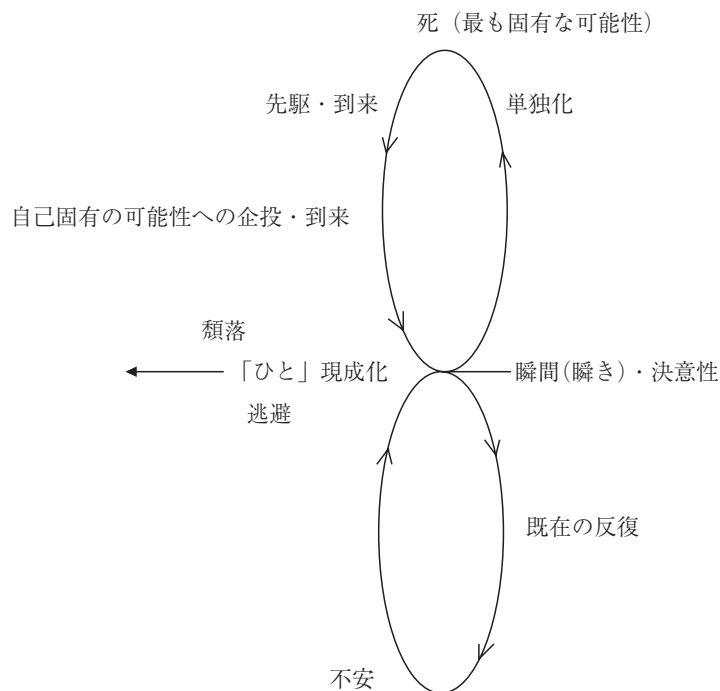 死（最も固有な可能性）
先駆・到来
単独化
自己固有の可能性への企投・到来
頽落
「ひと」現成化
瞬間(瞬き)・決意性
逃避
既在の反復
不安